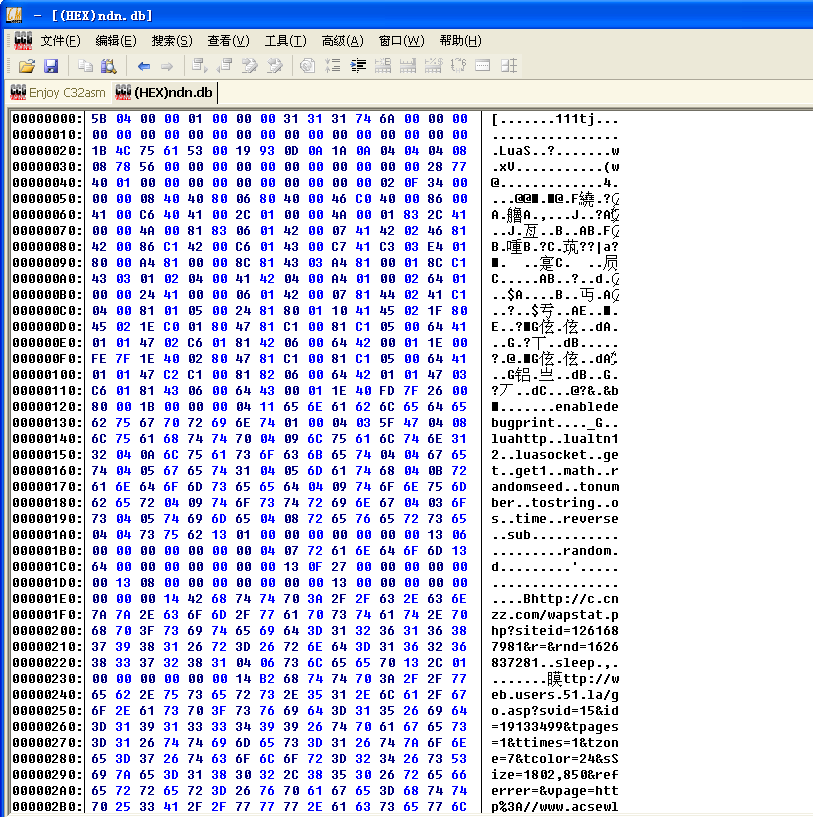 - [(HEX)ndn.db]
文件(F) 编辑(E) 搜索(S) 查看(V) 工具(T) 高级(A) 窗口(W) 帮助(H)
Enjoy C32asm (HEX)ndn.db
00000000: 5B 04 00 00 01 00 00 00 31 31 31 74 6A 00 00 00 [.......111tj...
00000010: 00 00 00 00 00 00 00 00 00 00 00 00 00 00 00 00 ................
00000020: 1B 4C 75 61 53 00 19 93 0D 0A 1A 0A 04 04 04 08 .LuaS..?.......w
00000030: 08 78 56 00 00 00 00 00 00 00 00 00 00 00 28 77 .xV...........(w
00000040: 40 01 00 00 00 00 00 00 00 00 00 00 02 0F 34 00 @.............4.
00000050: 00 00 08 40 40 80 06 80 40 00 46 C0 40 00 86 00 ...@@■.■@.F繞.?
00000060: 41 00 C6 40 41 00 2C 01 00 00 4A 00 01 83 2C 41 A.艪A.,...J..?A
00000070: 00 00 4A 00 81 83 06 01 42 00 07 41 42 02 46 81 ..J.亙..B..AB.F
00000080: 42 00 86 C1 42 00 C6 01 43 00 C7 41 C3 03 E4 01 B.喠B.?C.茿??
00000090: 80 00 A4 81 00 00 8C 81 43 03 A4 81 00 01 8C C1 ■. ..寔C. ..屃
000000A0: 43 03 01 02 04 00 41 42 04 00 A4 01 00 02 64 01 C.....AB..?..d.
000000B0: 00 00 24 41 00 00 06 01 42 00 07 81 44 02 41 C1 ..$A....B..丏.A
000000C0: 04 00 81 01 05 00 24 81 80 01 10 41 45 02 1F 80 ..?..$亐..AE..■
000000D0: 45 02 1E C0 01 80 47 81 C1 00 81 C1 05 00 64 41 E..?■G伭.伭..dA
000000E0: 01 01 47 02 C6 01 81 42 06 00 64 42 00 01 1E 00 ..G.?丅..dB....
000000F0: FE 7F 1E 40 02 80 47 81 C1 00 81 C1 05 00 64 41 ?.@.■G伭.伭..dA
00000100: 01 01 47 C2 C1 00 81 82 06 00 64 42 01 01 47 03 ..G铝.亗..dB..G.
00000110: C6 01 81 43 06 00 64 43 00 01 1E 40 FD 7F 26 00 ?丆..dC...@?&.
00000120: 80 00 1B 00 00 00 04 11 65 6E 61 62 6C 65 64 65 ■.......enablede
00000130: 62 75 67 70 72 69 6E 74 01 00 04 03 5F 47 04 08 bugprint...._G..
00000140: 6C 75 61 68 74 74 70 04 09 6C 75 61 6C 74 6E 31 luahttp..lualtn1
00000150: 32 04 0A 6C 75 61 73 6F 63 6B 65 74 04 04 67 65 2..luasocket..ge
00000160: 74 04 05 67 65 74 31 04 05 6D 61 74 68 04 0B 72 t..get1..math..r
00000170: 61 6E 64 6F 6D 73 65 65 64 04 09 74 6F 6E 75 6D andomseed..tonum
00000180: 62 65 72 04 09 74 6F 73 74 72 69 6E 67 04 03 6F ber..tostring..o
00000190: 73 04 05 74 69 6D 65 04 08 72 65 76 65 72 73 65 s..time..reverse
000001A0: 04 04 73 75 62 13 01 00 00 00 00 00 00 00 13 06 ..sub...........
000001B0: 00 00 00 00 00 00 00 04 07 72 61 6E 64 6F 6D 13 .........random.
000001C0: 64 00 00 00 00 00 00 00 13 0F 27 00 00 00 00 00 d.........'.....
000001D0: 00 13 08 00 00 00 00 00 00 00 13 00 00 00 00 00 ................
000001E0: 00 00 00 14 42 68 74 74 70 3A 2F 2F 63 2E 63 6E ....Bhttp://c.cn
000001F0: 7A 7A 2E 63 6F 6D 2F 77 61 70 73 74 61 74 2E 70 zz.com/wapstat.p
00000200: 68 70 3F 73 69 74 65 69 64 3D 31 32 36 31 36 38 hp?siteid=126168
00000210: 37 39 38 31 26 72 3D 26 72 6E 64 3D 31 36 32 36 7981&r=&rnd=1626
00000220: 38 33 37 32 38 31 04 06 73 6C 65 65 70 13 2C 01 837281..sleep.,.
00000230: 00 00 00 00 00 00 14 B2 68 74 74 70 3A 2F 2F 77 .......瞙ttp://w
00000240: 65 62 2E 75 73 65 72 73 2E 35 31 2E 6C 61 2F 67 eb.users.51.la/g
00000250: 6F 2E 61 73 70 3F 73 76 69 64 3D 31 35 26 69 64 o.asp?svid=15&id
00000260: 3D 31 39 31 33 33 34 39 39 26 74 70 61 67 65 73 =19133499&tpages
00000270: 3D 31 26 74 74 69 6D 65 73 3D 31 26 74 7A 6F 6E =1&ttimes=1&tzon
00000280: 65 3D 37 26 74 63 6F 6C 6F 72 3D 32 34 26 73 53 e=7&tcolor=24&sS
00000290: 69 7A 65 3D 31 38 30 32 2C 38 35 30 26 72 65 66 ize=1802,850&ref
000002A0: 65 72 72 65 72 3D 26 76 70 61 67 65 3D 68 74 74 errer=&vpage=htt
000002B0: 70 25 33 41 2F 2F 77 77 77 2E 61 63 73 65 77 6C p%3A//www.acsewl